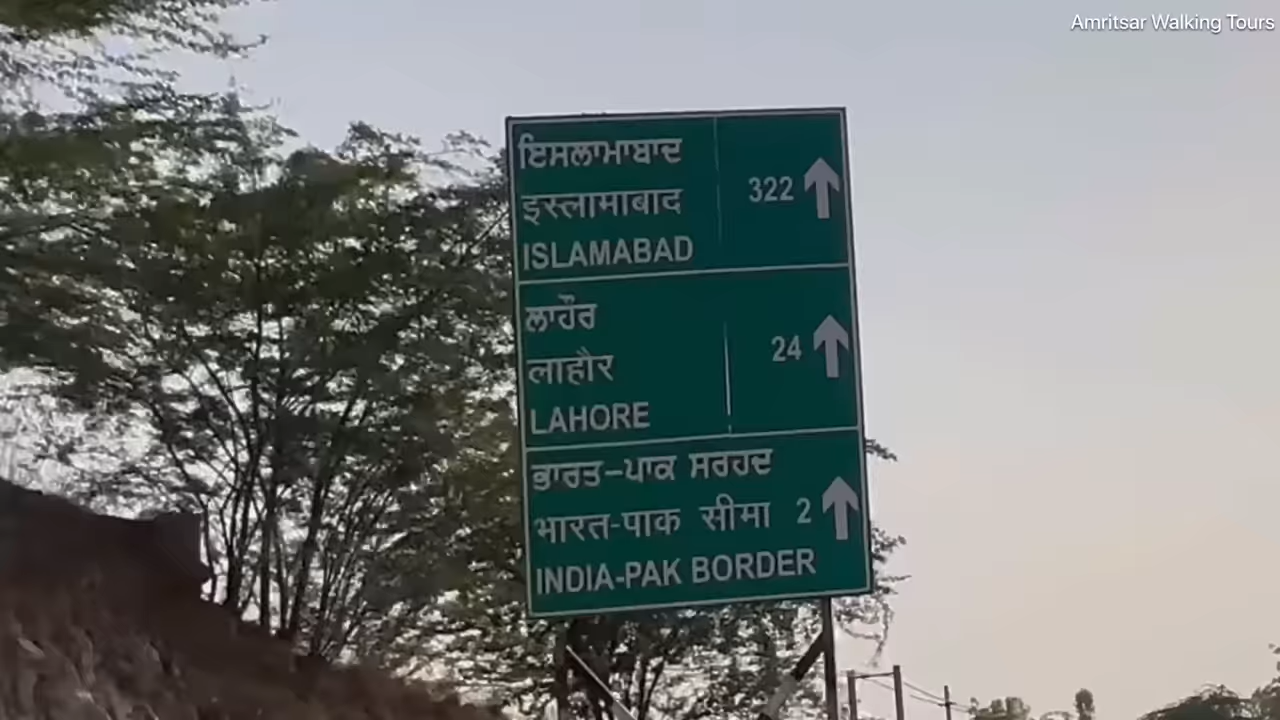 Amritsar Walking Tours
ਇਸਲਾਮਾਬਾਦ
इस्लामाबाद
ISLAMABAD
322
ਲਾਹੌਰ
लाहौर
LAHORE
24
ਭਾਰਤ-ਪਾਕ ਸਰਹਦ
भारत-पाक सीमा 2
INDIA-PAK BORDER